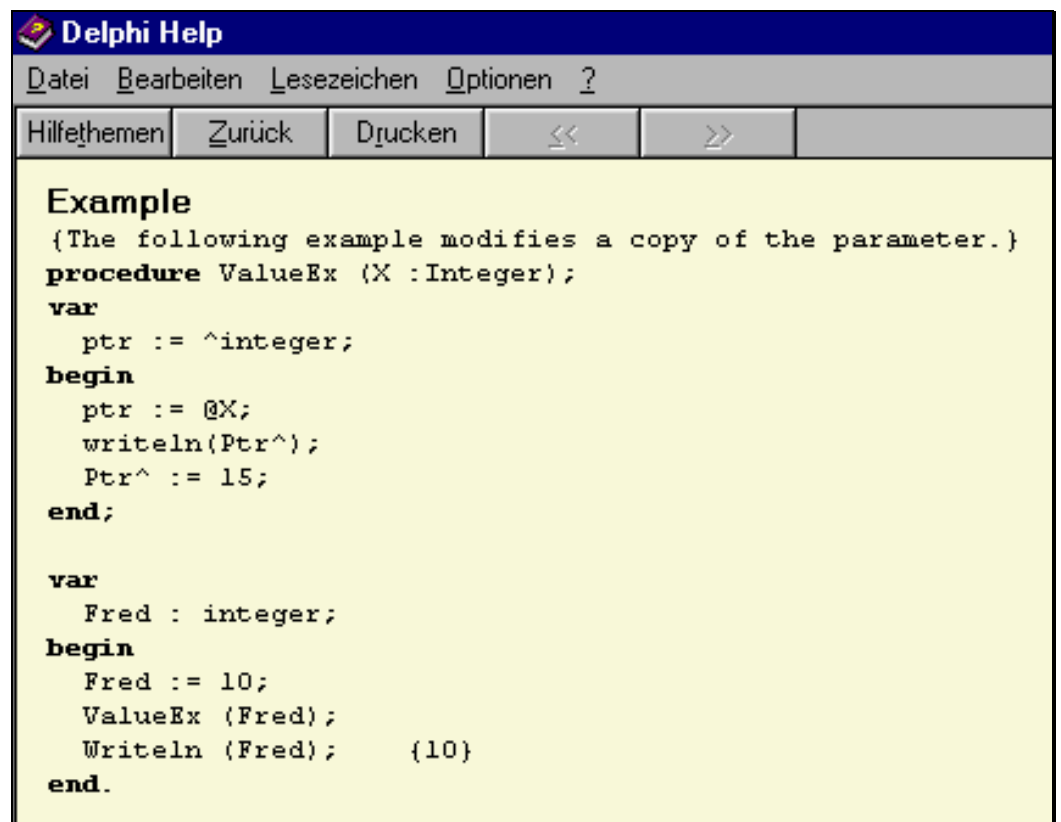 Delphi Help
Datei Bearbeiten Lesezeichen Optionen ?
Hilfethemen Zurück Drucken << >>
Example
{The following example modifies a copy of the parameter.}
procedure ValueEx (X :Integer);
var
  ptr := ^integer;
begin
  ptr := @X;
  writeln(Ptr^);
  Ptr^ := 15;
end;
var
  Fred : integer;
begin
  Fred := 10;
  ValueEx (Fred);
  Writeln (Fred);    {10}
end.